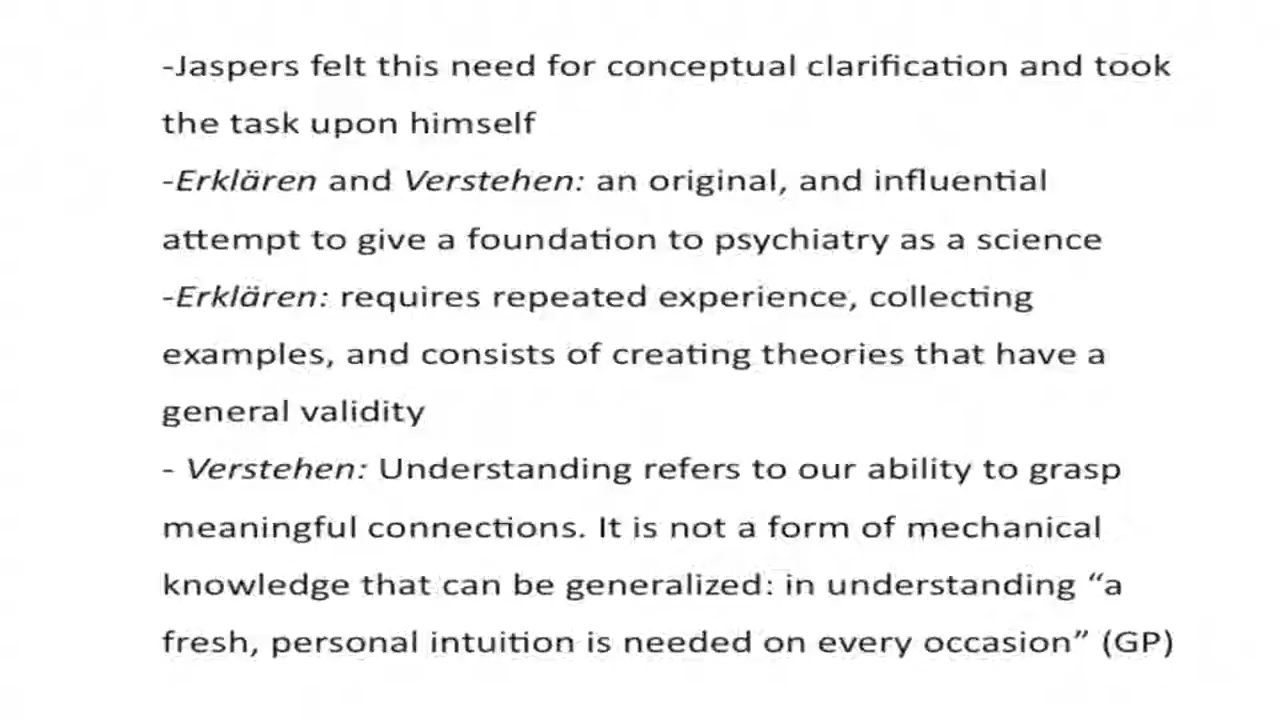 -Jaspers felt this need for conceptual clarification and took
the task upon himself
-Erklären and Verstehen: an original, and influential
attempt to give a foundation to psychiatry as a science
-Erklären: requires repeated experience, collecting
examples, and consists of creating theories that have a
general validity
- Verstehen: Understanding refers to our ability to grasp
meaningful connections. It is not a form of mechanical
knowledge that can be generalized: in understanding “a
fresh, personal intuition is needed on every occasion” (GP)